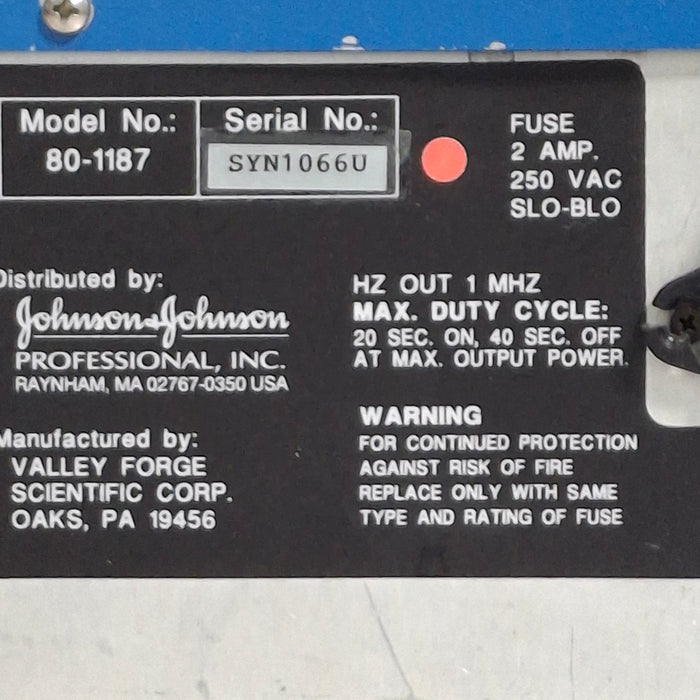 Model No.:
80-1187
Serial No.:
SYN1066U
FUSE
2 AMP.
250 VAC
SLO-BLO
Distributed by:
Johnson & Johnson
PROFESSIONAL, INC.
RAYNHAM, MA 02767-0350 USA
HZ OUT 1 MHZ
MAX. DUTY CYCLE:
20 SEC. ON, 40 SEC. OFF
AT MAX. OUTPUT POWER.
Manufactured by:
VALLEY FORGE
SCIENTIFIC CORP.
OAKS, PA 19456
WARNING
FOR CONTINUED PROTECTION
AGAINST RISK OF FIRE
REPLACE ONLY WITH SAME
TYPE AND RATING OF FUSE